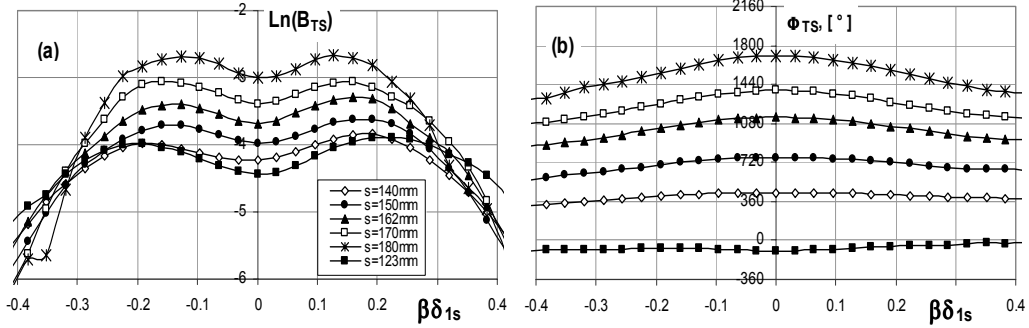 (a)
Ln(B_TS)
-2
-3
-4
-5
-6
s=140mm
s=150mm
s=162mm
s=170mm
s=180mm
s=123mm
-0.4 -0.3 -0.2 -0.1 0 0.1 0.2 0.3 0.4
βδ_1s
(b)
Φ_TS, [°]
2160
1800
1440
1080
720
360
0
360
-0.4 -0.3 -0.2 -0.1 0 0.1 0.2 0.3 0.4
βδ_1s